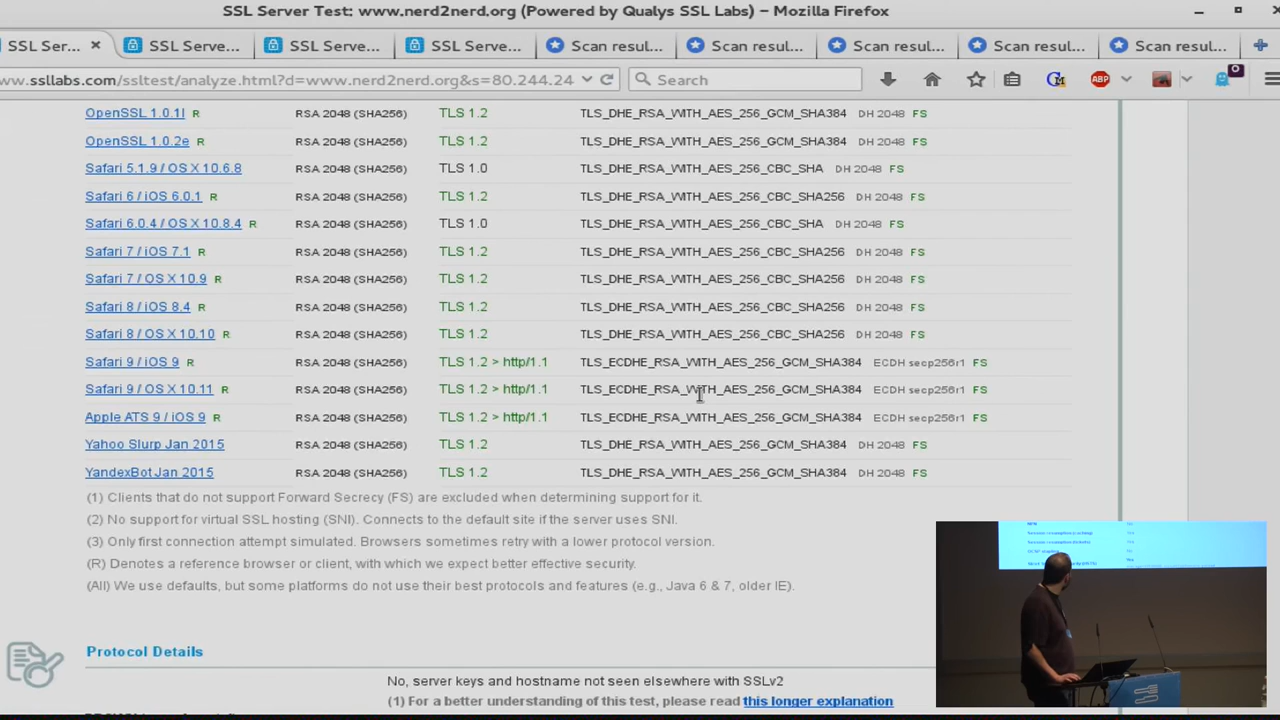 SSL Server Test: www.nerd2nerd.org (Powered by Qualys SSL Labs) – Mozilla Firefox
SSL Ser... × SSL Serve... SSL Serve... SSL Serve... Scan resul... Scan resul... Scan resul... Scan resul... Scan resul...
ww.ssllabs.com/ssltest/analyze.html?d=www.nerd2nerd.org&s=80.244.24 Search ABP
OpenSSL 1.0.1l R RSA 2048 (SHA256) TLS 1.2 TLS_DHE_RSA_WITH_AES_256_GCM_SHA384 DH 2048 FS
OpenSSL 1.0.2e R RSA 2048 (SHA256) TLS 1.2 TLS_DHE_RSA_WITH_AES_256_GCM_SHA384 DH 2048 FS
Safari 5.1.9 / OS X 10.6.8 RSA 2048 (SHA256) TLS 1.0 TLS_DHE_RSA_WITH_AES_256_CBC_SHA DH 2048 FS
Safari 6 / iOS 6.0.1 R RSA 2048 (SHA256) TLS 1.2 TLS_DHE_RSA_WITH_AES_256_CBC_SHA256 DH 2048 FS
Safari 6.0.4 / OS X 10.8.4 R RSA 2048 (SHA256) TLS 1.0 TLS_DHE_RSA_WITH_AES_256_CBC_SHA DH 2048 FS
Safari 7 / iOS 7.1 R RSA 2048 (SHA256) TLS 1.2 TLS_DHE_RSA_WITH_AES_256_CBC_SHA256 DH 2048 FS
Safari 7 / OS X 10.9 R RSA 2048 (SHA256) TLS 1.2 TLS_DHE_RSA_WITH_AES_256_CBC_SHA256 DH 2048 FS
Safari 8 / iOS 8.4 R RSA 2048 (SHA256) TLS 1.2 TLS_DHE_RSA_WITH_AES_256_CBC_SHA256 DH 2048 FS
Safari 8 / OS X 10.10 R RSA 2048 (SHA256) TLS 1.2 TLS_DHE_RSA_WITH_AES_256_CBC_SHA256 DH 2048 FS
Safari 9 / iOS 9 R RSA 2048 (SHA256) TLS 1.2 > http/1.1 TLS_ECDHE_RSA_WITH_AES_256_GCM_SHA384 ECDH secp256r1 FS
Safari 9 / OS X 10.11 R RSA 2048 (SHA256) TLS 1.2 > http/1.1 TLS_ECDHE_RSA_WITH_AES_256_GCM_SHA384 ECDH secp256r1 FS
Apple ATS 9 / iOS 9 R RSA 2048 (SHA256) TLS 1.2 > http/1.1 TLS_ECDHE_RSA_WITH_AES_256_GCM_SHA384 ECDH secp256r1 FS
Yahoo Slurp Jan 2015 RSA 2048 (SHA256) TLS 1.2 TLS_DHE_RSA_WITH_AES_256_GCM_SHA384 DH 2048 FS
YandexBot Jan 2015 RSA 2048 (SHA256) TLS 1.2 TLS_DHE_RSA_WITH_AES_256_GCM_SHA384 DH 2048 FS
(1) Clients that do not support Forward Secrecy (FS) are excluded when determining support for it.
(2) No support for virtual SSL hosting (SNI). Connects to the default site if the server uses SNI.
(3) Only first connection attempt simulated. Browsers sometimes retry with a lower protocol version.
(R) Denotes a reference browser or client, with which we expect better effective security.
(All) We use defaults, but some platforms do not use their best protocols and features (e.g., Java 6 & 7, older IE).
Protocol Details
No, server keys and hostname not seen elsewhere with SSLv2
(1) For a better understanding of this test, please read this longer explanation